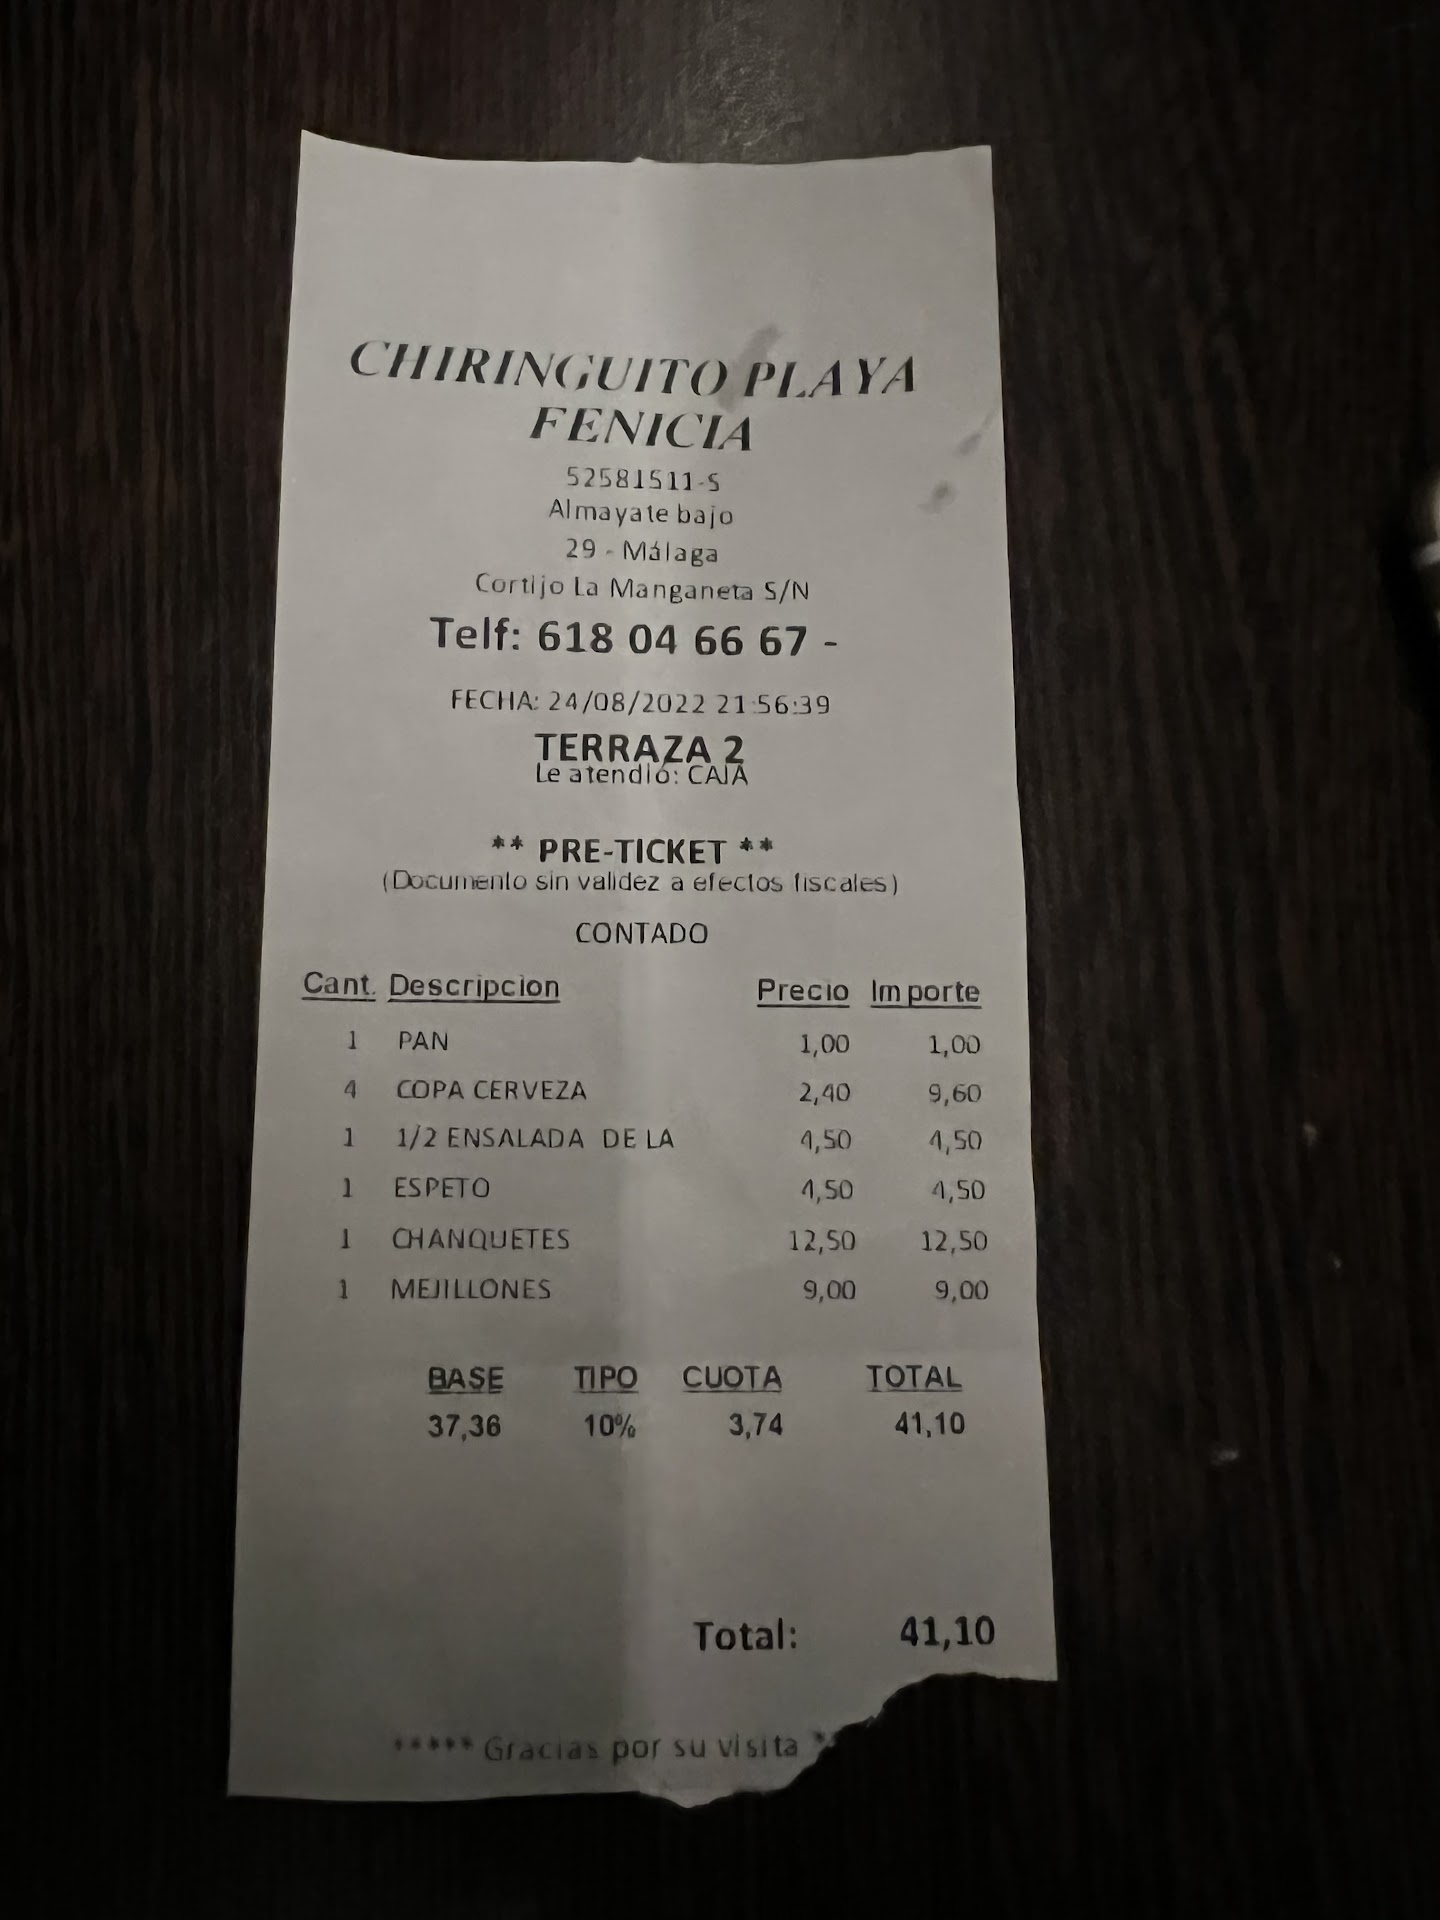 CHIRINGUITO PLAYA
FENICIA
52581511-S
Almayate bajo
29 - Málaga
Cortijo La Manganeta S/N
Telf: 618 04 66 67 -
FECHA: 24/08/2022 21:56:39
TERRAZA 2
Le atendió: CAJA
** PRE-TICKET **
(Documento sin validez a efectos fiscales)
CONTADO
Cant. Descripcion Precio Importe
1 PAN 1,00 1,00
4 COPA CERVEZA 2,40 9,60
1 1/2 ENSALADA DE LA 4,50 4,50
1 ESPETO 4,50 4,50
1 CHANQUETES 12,50 12,50
1 MEJILLONES 9,00 9,00
BASE TIPO CUOTA TOTAL
37,36 10% 3,74 41,10
Total: 41,10
***** Gracias por su visita *